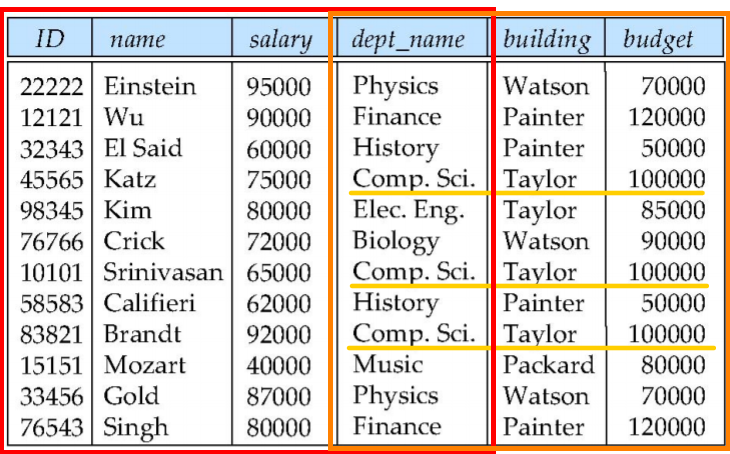 ID name salary dept_name building budget
22222 Einstein 95000 Physics Watson 70000
12121 Wu 90000 Finance Painter 120000
32343 El Said 60000 History Painter 50000
45565 Katz 75000 Comp. Sci. Taylor 100000
98345 Kim 80000 Elec. Eng. Taylor 85000
76766 Crick 72000 Biology Watson 90000
10101 Srinivasan 65000 Comp. Sci. Taylor 100000
58583 Califieri 62000 History Painter 50000
83821 Brandt 92000 Comp. Sci. Taylor 100000
15151 Mozart 40000 Music Packard 80000
33456 Gold 87000 Physics Watson 70000
76543 Singh 80000 Finance Painter 120000